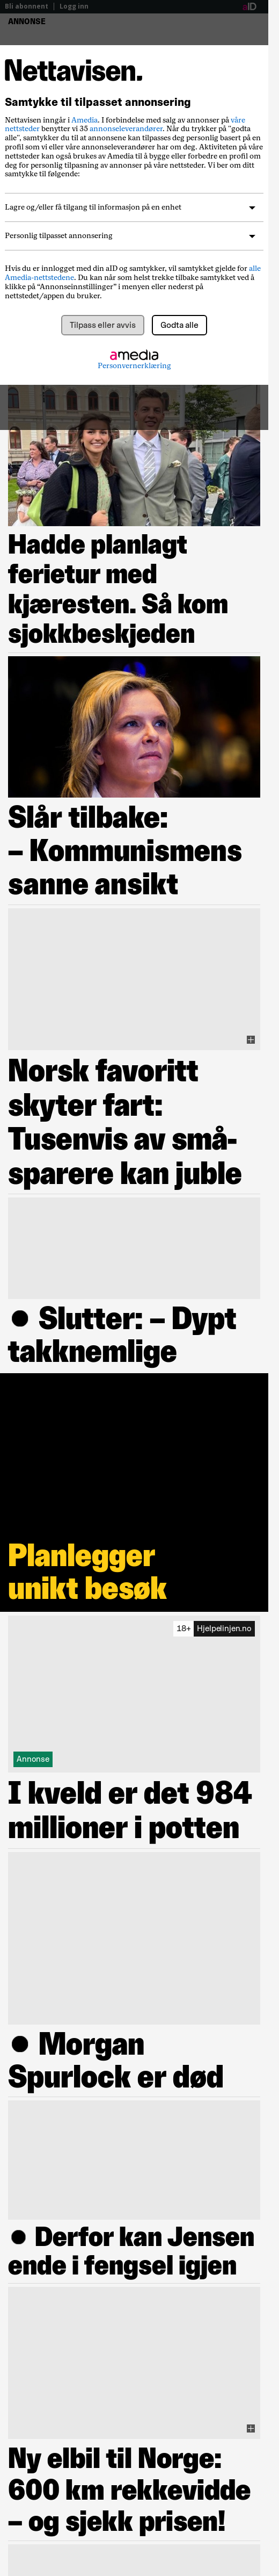 Bli abonnent | Logg inn
aID
ANNONSE
Nettavisen.
Samtykke til tilpasset annonsering
Nettavisen inngår i Amedia. I forbindelse med salg av annonser på våre
nettsteder benytter vi 35 annonseleverandører. Når du trykker på "godta
alle", samtykker du til at annonsene kan tilpasses deg personlig basert på en
profil som vi eller våre annonseleverandører har om deg. Aktiviteten på våre
nettsteder kan også brukes av Amedia til å bygge eller forbedre en profil om
deg for personlig tilpasning av annonser på våre nettsteder. Vi ber om ditt
samtykke til følgende:
Lagre og/eller få tilgang til informasjon på en enhet
Personlig tilpasset annonsering
Hvis du er innlogget med din aID og samtykker, vil samtykket gjelde for alle
Amedia-nettstedene. Du kan når som helst trekke tilbake samtykket ved å
klikke på “Annonseinnstillinger” i menyen eller nederst på
nettstedet/appen du bruker.
Tilpass eller avvis
Godta alle
amedia
Personvernerklæring
Hadde planlagt
ferietur med
kjæresten. Så kom
sjokkbeskjeden
Slår tilbake:
– Kommunismens
sanne ansikt
Norsk favoritt
skyter fart:
Tusenvis av små-
sparere kan juble
● Slutter: – Dypt
takknemlige
Planlegger
unikt besøk
18+ Hjelpelinjen.no
Annonse
I kveld er det 984
millioner i potten
● Morgan
Spurlock er død
● Derfor kan Jensen
ende i fengsel igjen
Ny elbil til Norge:
600 km rekkevidde
– og sjekk prisen!